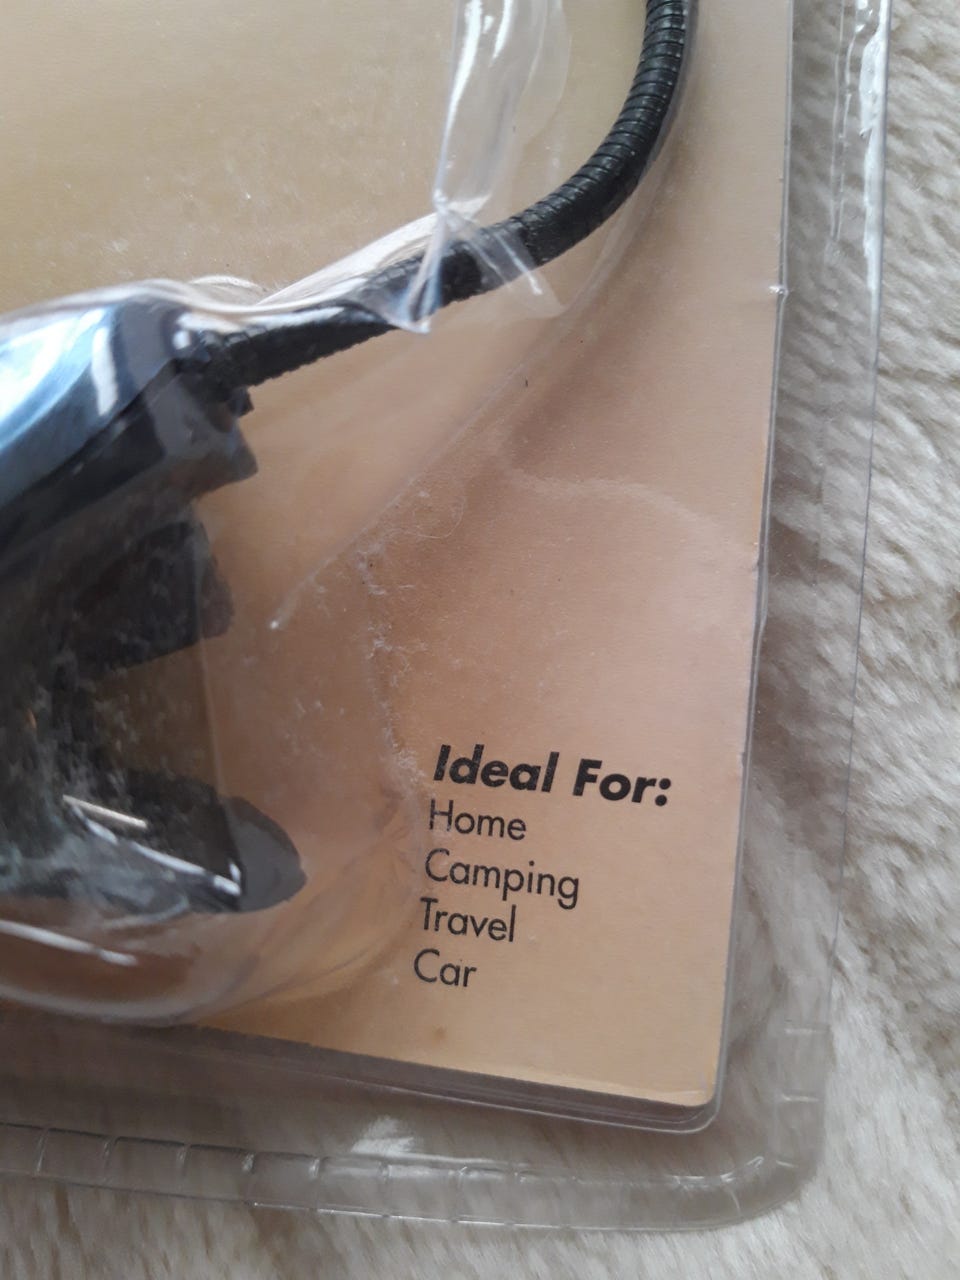 Ideal For:
Home
Camping
Travel
Car